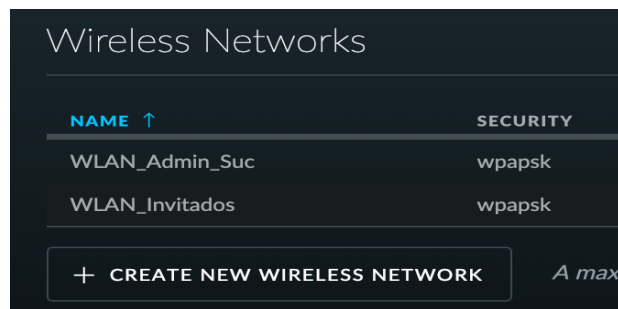 Wireless Networks
NAME ↑ SECURITY
WLAN_Admin_Suc wpapsk
WLAN_Invitados wpapsk
+ CREATE NEW WIRELESS NETWORK A max